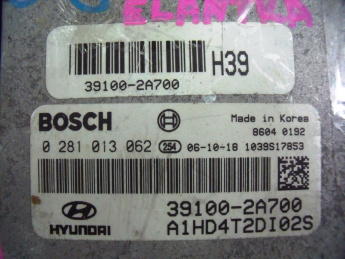 ELANTRA
H39
39100-2A700
BOSCH
Made in Korea
8604 0192
0 281 013 062 254 06-10-18 1039S178S3
39100-2A700
HYUNDAI
A1HD4T2DI02S